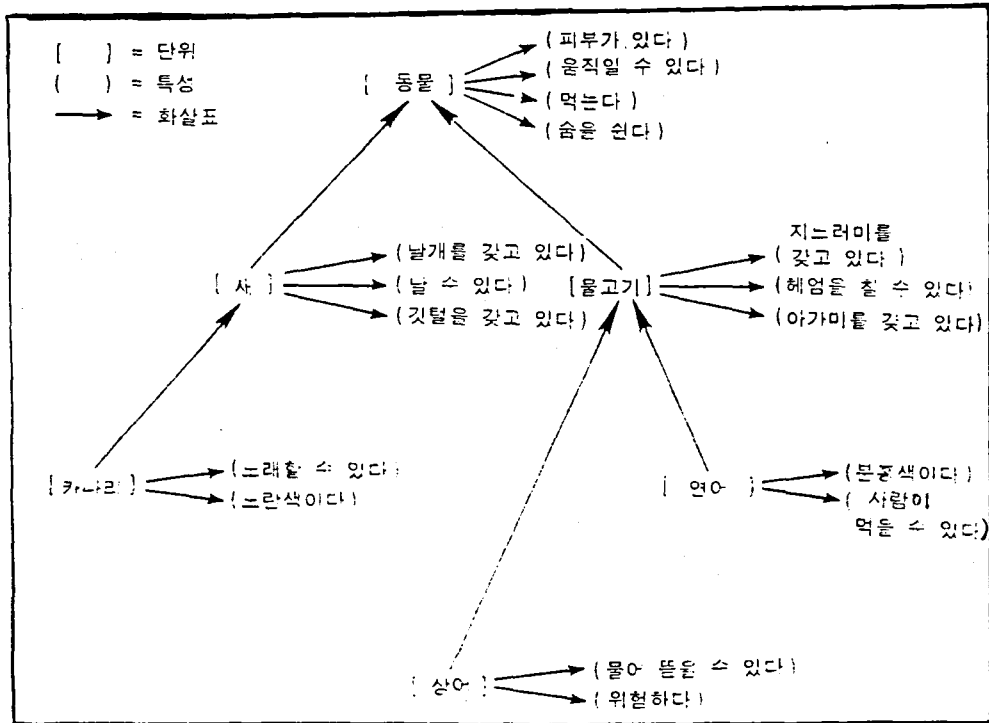 [ ] = 단위
( ) = 특성
→ = 화살표
[ 동물 ]
(피부가 있다)
(움직일 수 있다)
(먹는다)
(숨을 쉰다)
[ 새 ]
(날개를 갖고 있다)
(날 수 있다)
(깃털을 갖고 있다)
[물고기]
지느러미를
( 갖고 있다 )
(헤엄을 칠 수 있다)
(아가미를 갖고 있다)
[카나리]
(노래할 수 있다)
(노란색이다)
[ 연어 ]
(분홍색이다)
( 사람이
먹을 수 있다)
[ 상어 ]
(물어 뜯을 수 있다)
(위험하다)